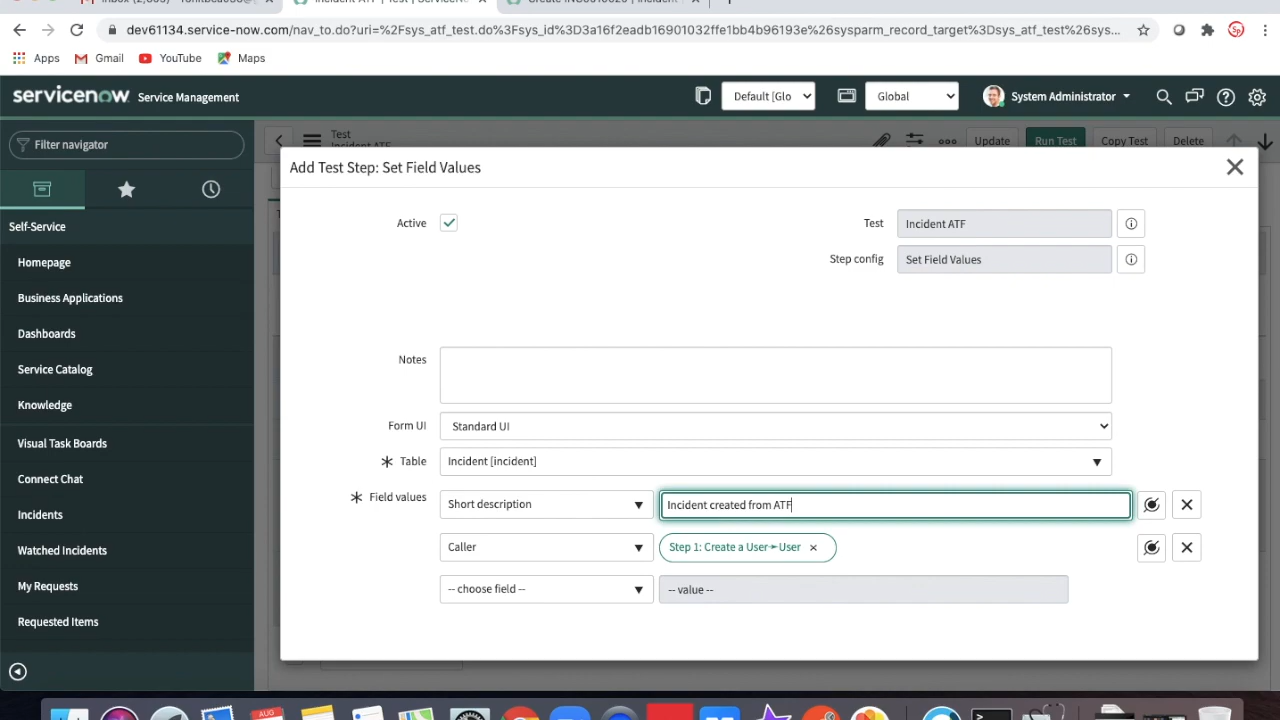 dev61134.service-now.com/nav_to.do?uri=%2Fsys_atf_test.do%3Fsys_id%3D3a16f2eadb16901032ffe1bb4b96193e%26sysparm_record_target%3Dsys_atf_test%26sys...
Apps Gmail YouTube Maps
servicenow Service Management
Default [Glo Global System Administrator
Filter navigator
Test
Incident ATF
Update Run Test Copy Test Delete
Add Test Step: Set Field Values
Active
Test Incident ATF
Step config Set Field Values
Self-Service
Homepage
Business Applications
Dashboards
Service Catalog
Knowledge
Visual Task Boards
Connect Chat
Incidents
Watched Incidents
My Requests
Requested Items
Notes
Form UI Standard UI
Table Incident [incident]
Field values Short description Incident created from ATF
Caller Step 1: Create a User➛User
-- choose field -- -- value --
AUG